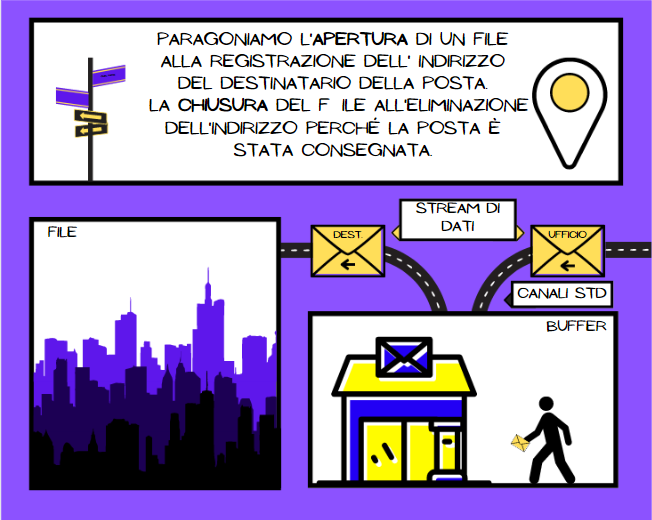 PARAGONIAMO L'APERTURA DI UN FILE
ALLA REGISTRAZIONE DELL' INDIRIZZO
DEL DESTINATARIO DELLA POSTA.
LA CHIUSURA DEL F ILE ALL'ELIMINAZIONE
DELL'INDIRIZZO PERCHÉ LA POSTA È
STATA CONSEGNATA.
FILE
DEST.
STREAM DI
DATI
UFFICIO
CANALI STD
BUFFER